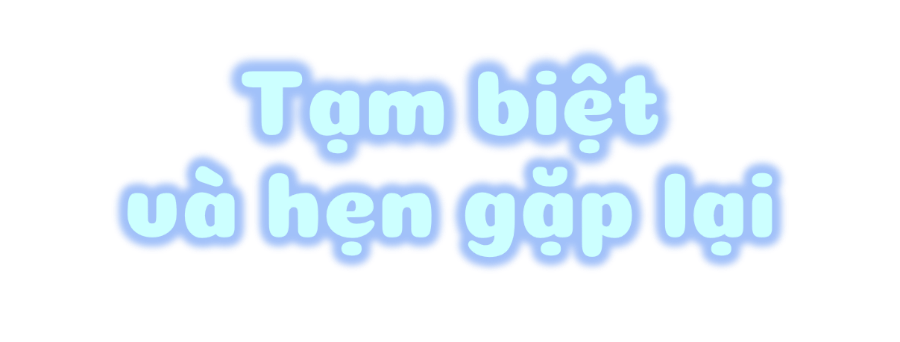 Tạm biệt
và hẹn gặp lại